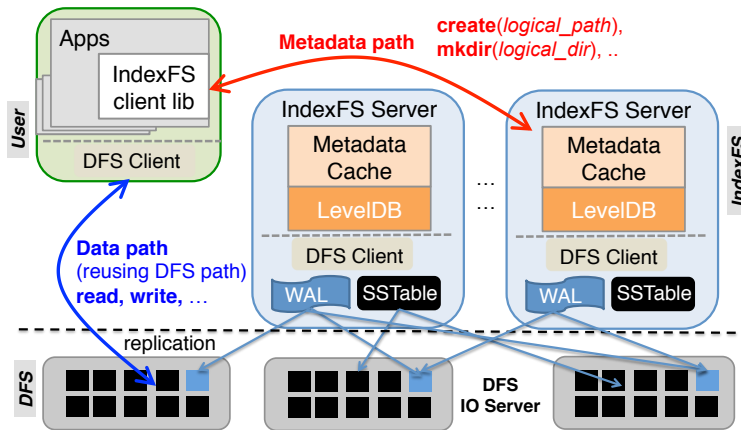 Apps
IndexFS
client lib
DFS Client
User
Metadata path
create(logical_path),
mkdir(logical_dir), ..
IndexFS Server
Metadata
Cache
LevelDB
DFS Client
WAL
SSTable
...
...
IndexFS Server
Metadata
Cache
LevelDB
DFS Client
WAL
SSTable
IndexFS
Data path
(reusing DFS path)
read, write, ...
replication
DFS
DFS
IO Server